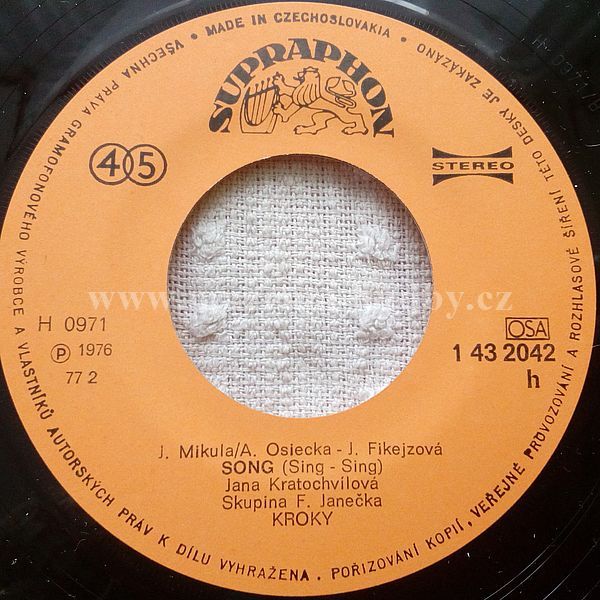 VŠECHNA PRÁVA GRAMOFONOVÉHO VÝROBCE A VLASTNÍKŮ AUTORSKÝCH PRÁV K DÍLU VYHRAŽENA . POŘIZOVÁNÍ KOPIÍ, VEŘEJNÉ PROVOZOVÁNÍ A ROZHLASOVÉ ŠÍŘENÍ TÉTO DESKY JE ZAKÁZÁNO
• MADE IN CZECHOSLOVAKIA •
SUPRAPHON
45
STEREO
H 0971
OSA
Ⓟ 1976
1 43 2042
77 2
h
J. Mikula/A. Osiecka - J. Fikejzová
SONG (Sing - Sing)
Jana Kratochvílová
Skupina F. Janečka
KROKY